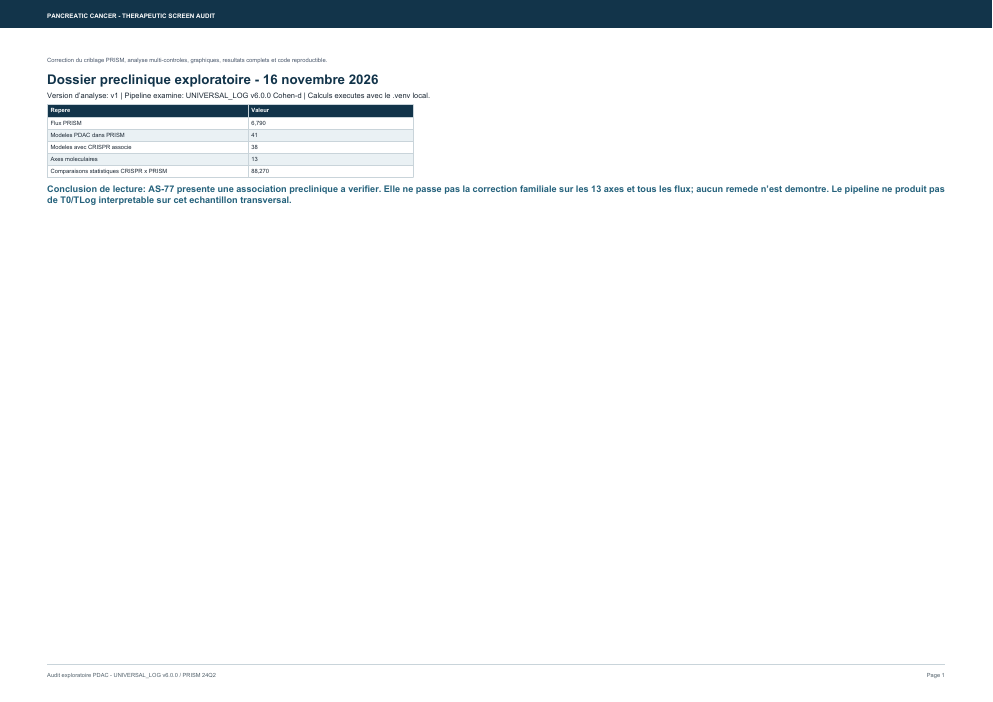 PANCREATIC CANCER - THERAPEUTIC SCREEN AUDIT
Correction du criblage PRISM, analyse multi-controles, graphiques, resultats complets et code reproductible.
Dossier preclinique exploratoire - 16 novembre 2026
Version d'analyse: v1 | Pipeline examine: UNIVERSAL_LOG v6.0.0 Cohen-d | Calculs executes avec le .venv local.
Repere Valeur
Flux PRISM 6,790
Modeles PDAC dans PRISM 41
Modeles avec CRISPR associe 38
Axes moleculaires 13
Comparaisons statistiques CRISPR x PRISM 88,270
Conclusion de lecture: AS-77 presente une association preclinique a verifier. Elle ne passe pas la correction familiale sur les 13 axes et tous les flux; aucun remede n'est demontre. Le pipeline ne produit pas
de T0/TLog interpretable sur cet echantillon transversal.
Audit exploratoire PDAC - UNIVERSAL_LOG v6.0.0 / PRISM 24Q2
Page 1